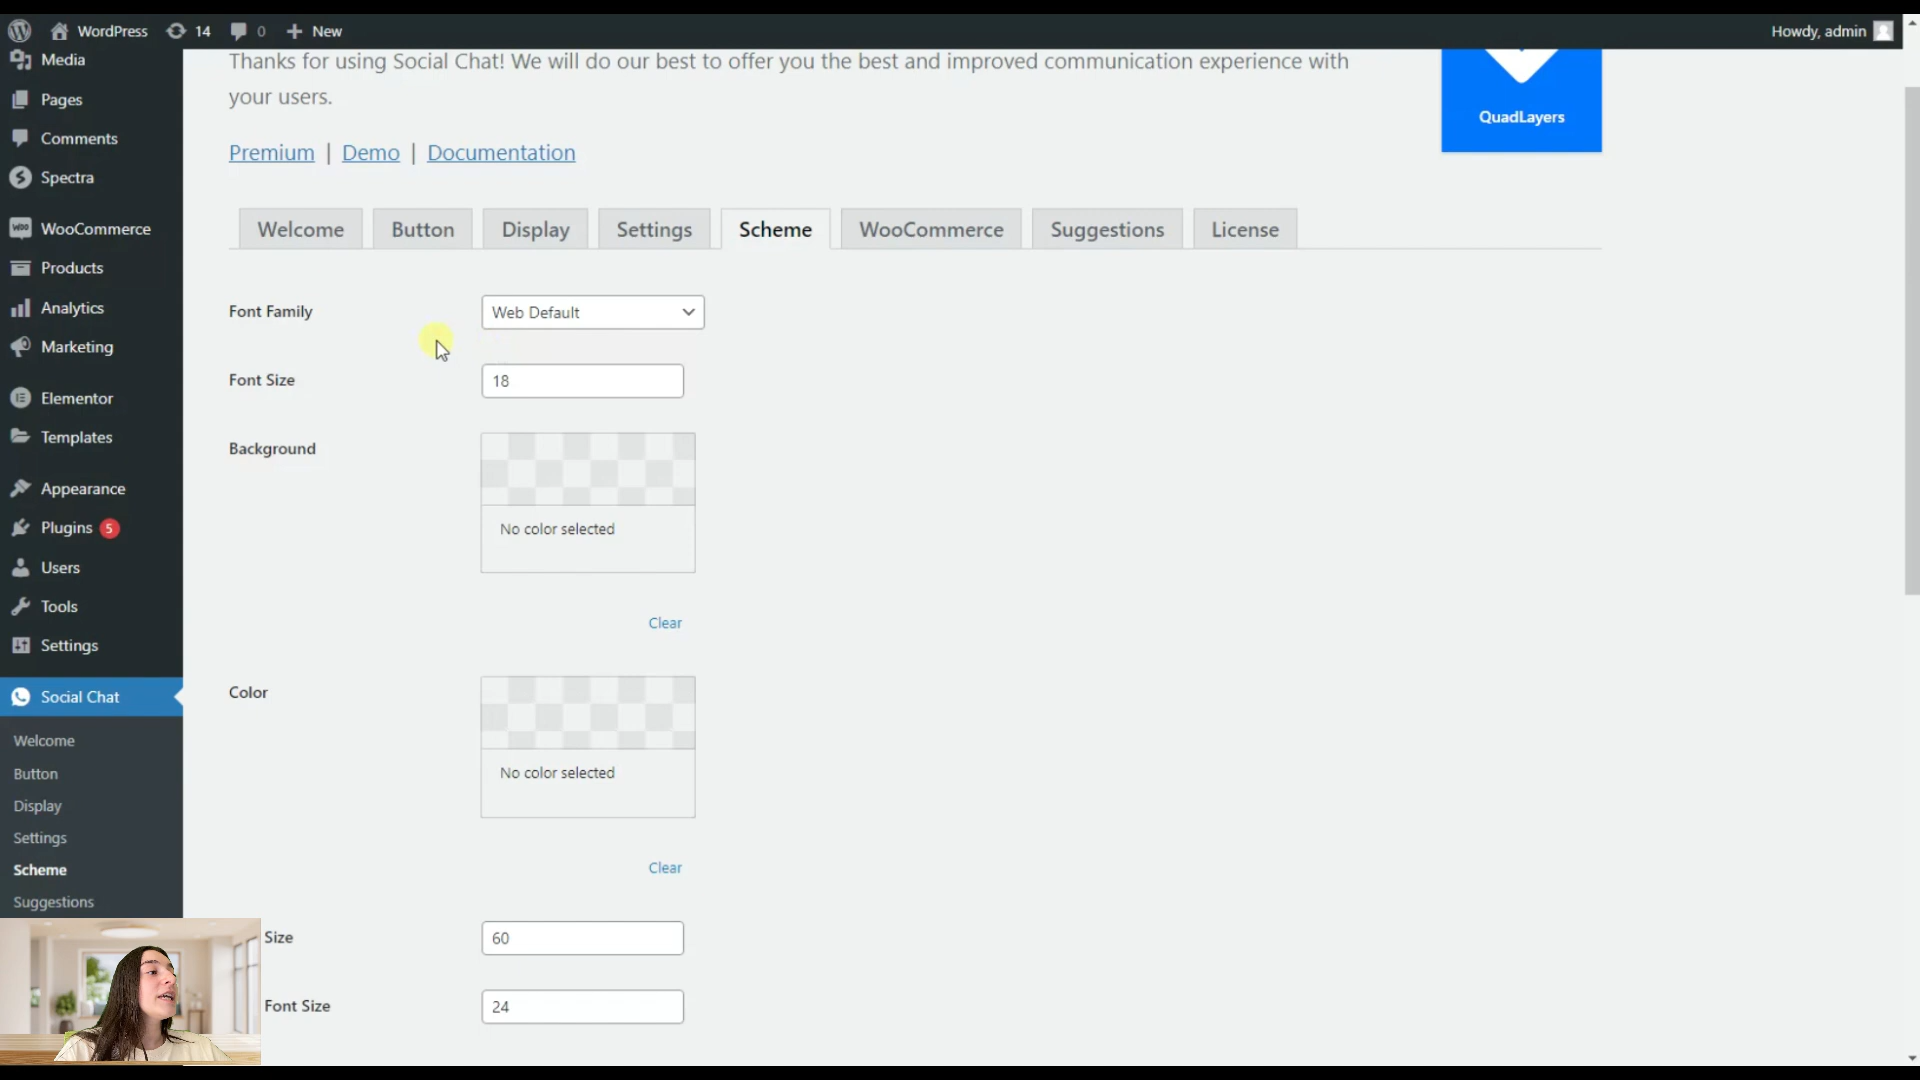 WordPress 14 0 New Howdy, admin
Media
Pages
Comments
Spectra
WooCommerce
Products
Analytics
Marketing
Elementor
Templates
Appearance
Plugins 5
Users
Tools
Settings
Social Chat
Welcome
Button
Display
Settings
Scheme
Suggestions
Thanks for using Social Chat! We will do our best to offer you the best and improved communication experience with
your users.
Premium | Demo | Documentation
QuadLayers
Welcome Button Display Settings Scheme WooCommerce Suggestions License
Font Family Web Default
Font Size 18
Background
No color selected
Clear
Color
No color selected
Clear
Size 60
Font Size 24